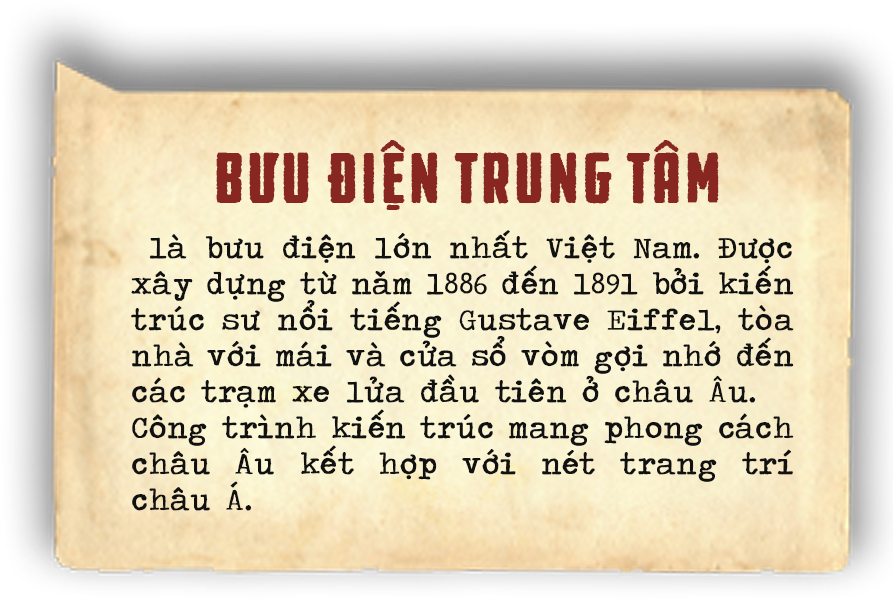 BƯU ĐIỆN TRUNG TÂM
là bưu điện lớn nhất Việt Nam. Được
xây dựng từ năm 1886 đến 1891 bởi kiến
trúc sư nổi tiếng Gustave Eiffel, tòa
nhà với mái và cửa sổ vòm gợi nhớ đến
các trạm xe lửa đầu tiên ở châu Âu.
Công trình kiến trúc mang phong cách
châu Âu kết hợp với nét trang trí
châu Á.